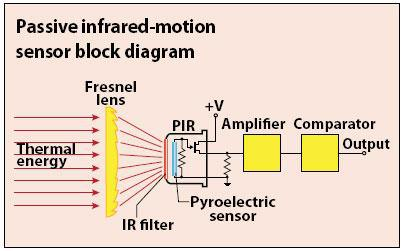 Passive infrared-motion
sensor block diagram
Fresnel
lens
+V
PIR
Amplifier
Comparator
Output
Thermal
energy
Pyroelectric
sensor
IR filter